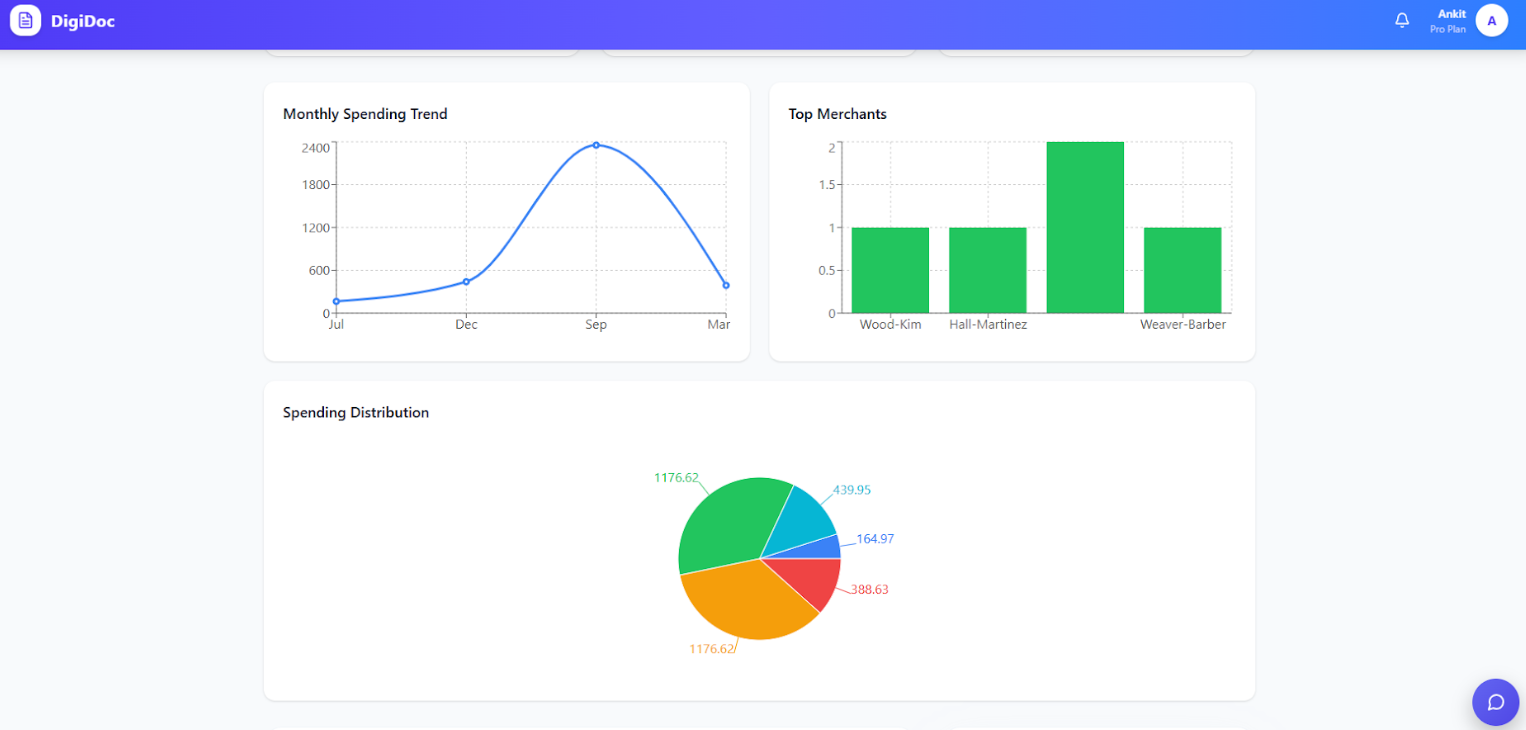 DigiDoc
Ankit
Pro Plan
A
Monthly Spending Trend
2400
1800
1200
600
0
Jul Dec Sep Mar
Top Merchants
2
1.5
1
0.5
0
Wood-Kim Hall-Martinez Weaver-Barber
Spending Distribution
1176.62
439.95
164.97
388.63
1176.62